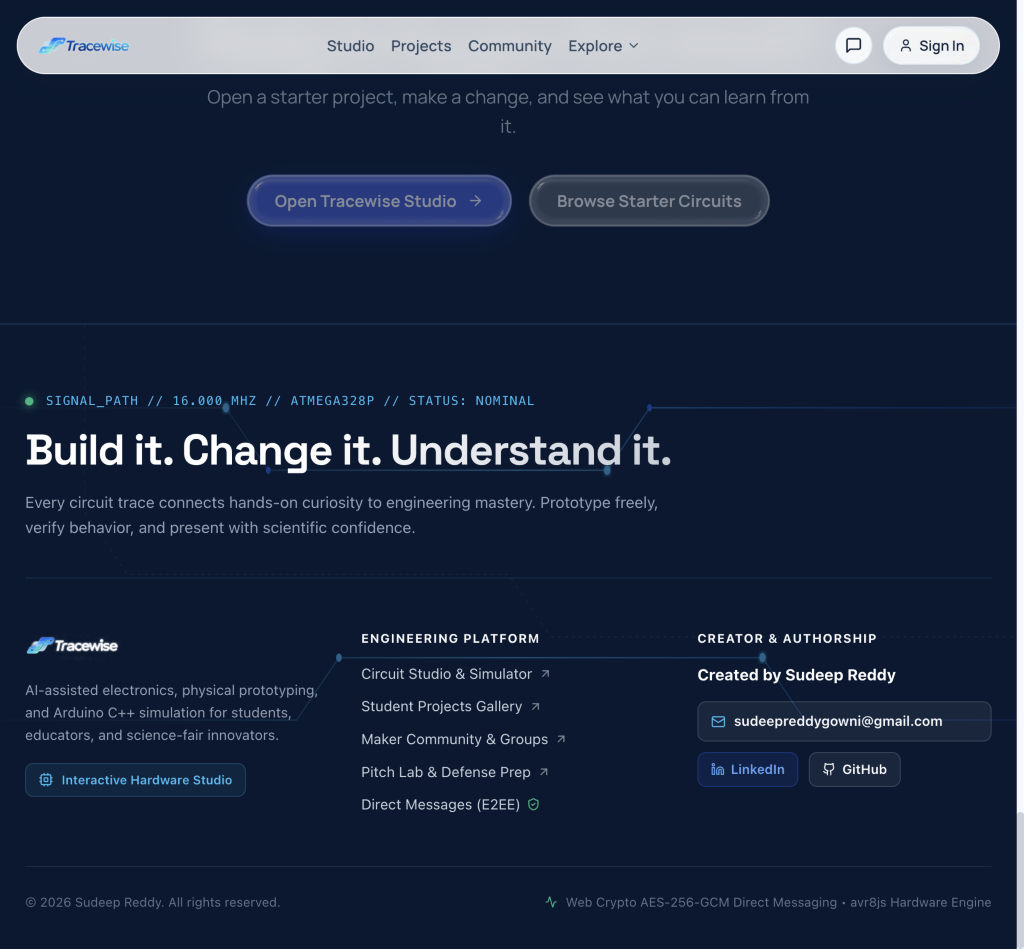 Tracewise
Studio Projects Community Explore
Sign In
Open a starter project, make a change, and see what you can learn from
it.
Open Tracewise Studio
Browse Starter Circuits
SIGNAL_PATH // 16.000 MHZ // ATMEGA328P // STATUS: NOMINAL
Build it. Change it. Understand it.
Every circuit trace connects hands-on curiosity to engineering mastery. Prototype freely,
verify behavior, and present with scientific confidence.
Tracewise
AI-assisted electronics, physical prototyping,
and Arduino C++ simulation for students,
educators, and science-fair innovators.
Interactive Hardware Studio
ENGINEERING PLATFORM
Circuit Studio & Simulator
Student Projects Gallery
Maker Community & Groups
Pitch Lab & Defense Prep
Direct Messages (E2EE)
CREATOR & AUTHORSHIP
Created by Sudeep Reddy
sudeepreddygowni@gmail.com
LinkedIn
GitHub
© 2026 Sudeep Reddy. All rights reserved.
Web Crypto AES-256-GCM Direct Messaging • avr8js Hardware Engine